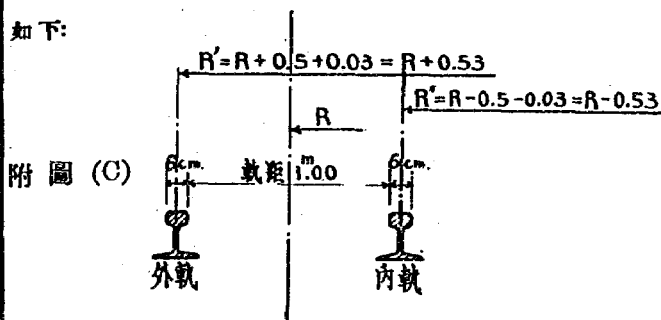 如下:
R′=R+0.5+0.03=R+0.53
R″=R-0.5-0.03=R-0.53
R
附圖(C)
6cm.
軌距 1.00 m
6cm.
外軌
內軌